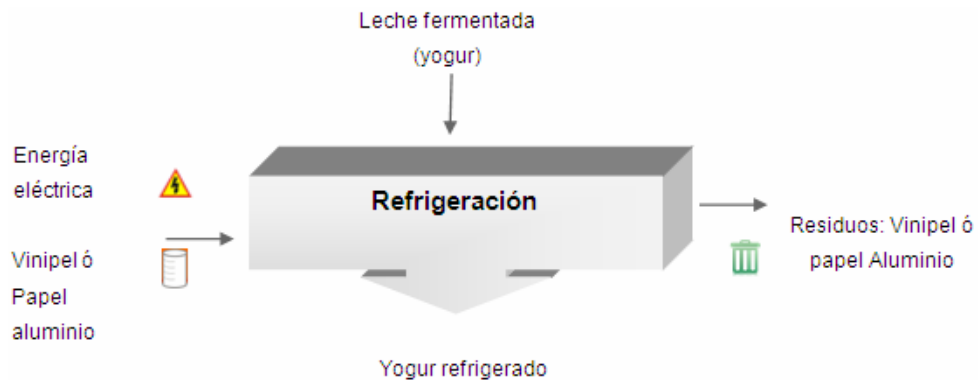 Leche fermentada
(yogur)
Energía
eléctrica
Refrigeración
Vinipel ó
Papel
aluminio
Residuos: Vinipel ó
papel Aluminio
Yogur refrigerado